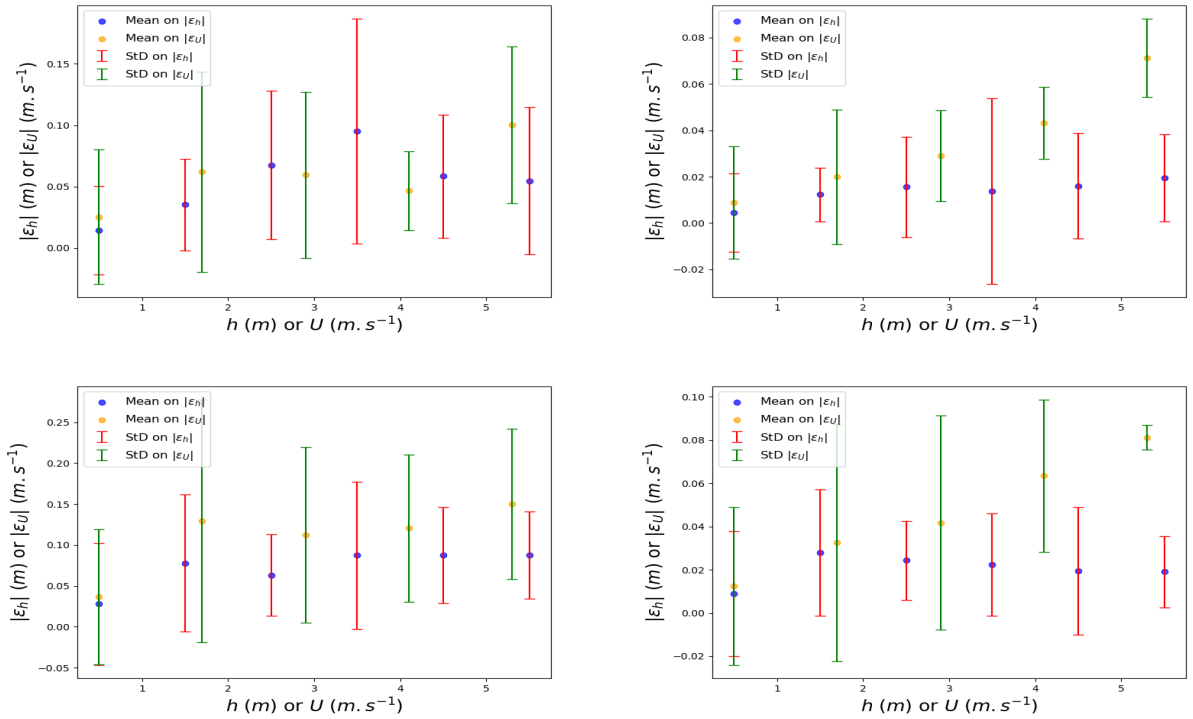 Mean on |ε_h|
Mean on |ε_U|
StD on |ε_h|
StD on |ε_U|
0.15
0.10
0.05
0.00
|ε_h| (m) or |ε_U| (m.s⁻¹)
1 2 3 4 5
h (m) or U (m.s⁻¹)
Mean on |ε_h|
Mean on |ε_U|
StD on |ε_h|
StD |ε_U|
0.08
0.06
0.04
0.02
0.00
−0.02
|ε_h| (m) or |ε_U| (m.s⁻¹)
1 2 3 4 5
h (m) or U (m.s⁻¹)
Mean on |ε_h|
Mean on |ε_U|
StD on |ε_h|
StD on |ε_U|
0.25
0.20
0.15
0.10
0.05
0.00
−0.05
|ε_h| (m) or |ε_U| (m.s⁻¹)
1 2 3 4 5
h (m) or U (m.s⁻¹)
Mean on |ε_h|
Mean on |ε_U|
StD on |ε_h|
StD |ε_U|
0.10
0.08
0.06
0.04
0.02
0.00
−0.02
|ε_h| (m) or |ε_U| (m.s⁻¹)
1 2 3 4 5
h (m) or U (m.s⁻¹)